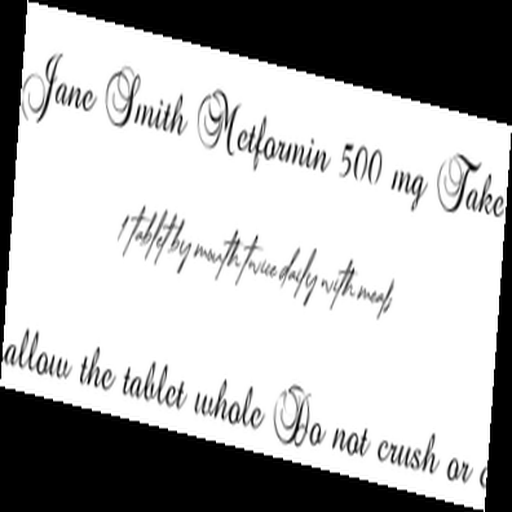 Jane Smith Metformin 500 mg Take
1 tablet by mouth twice daily with meals
allow the tablet whole Do not crush or